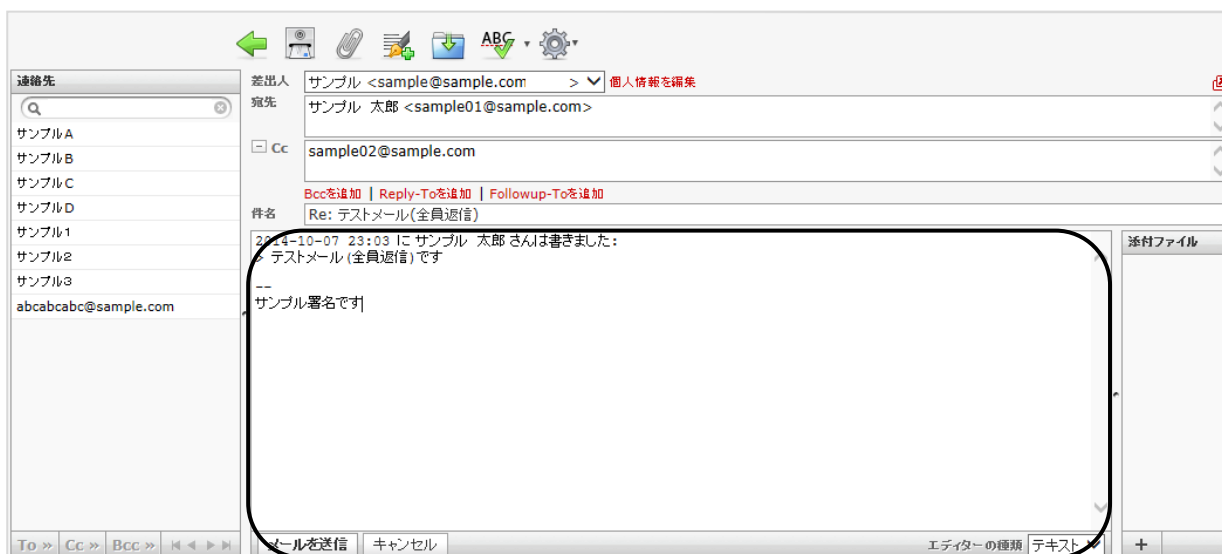 ABC
連絡先
サンプルA
サンプルB
サンプルC
サンプルD
サンプル1
サンプル2
サンプル3
abcabcabc@sample.com
To » Cc » Bcc »
差出人 サンプル <sample@sample.com > 個人情報を編集
宛先 サンプル 太郎 <sample01@sample.com>
Cc sample02@sample.com
Bccを追加 | Reply-Toを追加 | Followup-Toを追加
件名 Re: テストメール(全員返信)
2014-10-07 23:03 に サンプル 太郎 さんは書きました:
> テストメール(全員返信)です
--
サンプル署名です
メールを送信 キャンセル エディターの種類 テキスト
添付ファイル
+